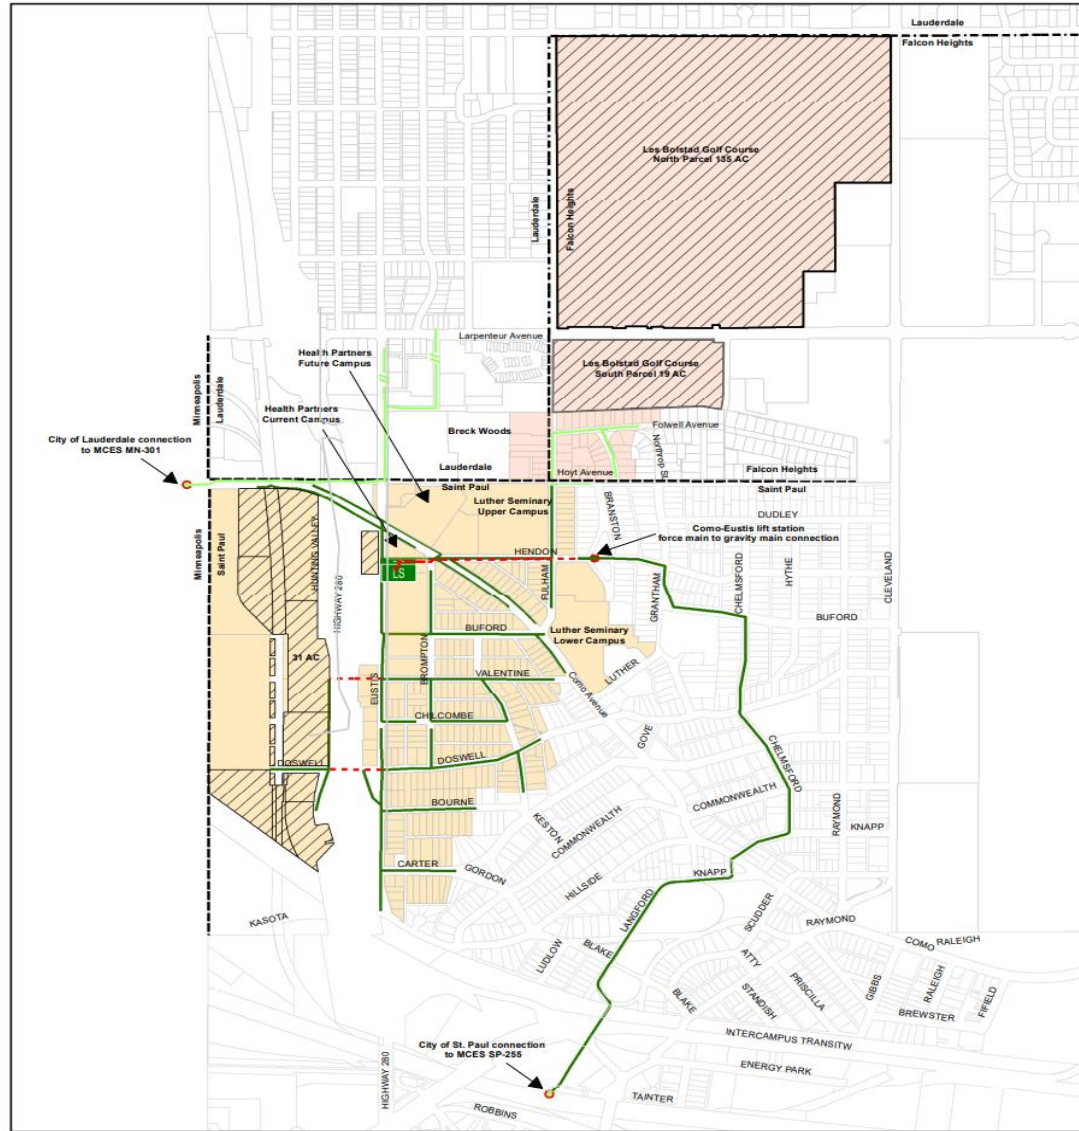 Lauderdale
Falcon Heights
Les Bolstad Golf Course
North Parcel 135 AC
Lauderdale
Falcon Heights
Larpenteur Avenue
Health Partners
Future Campus
Les Bolstad Golf Course
South Parcel 19 AC
Minneapolis
Lauderdale
Health Partners
Current Campus
Breck Woods
Folwell Avenue
Northrop St
City of Lauderdale connection
to MCES MN-301
Lauderdale
Saint Paul
Hoyt Avenue
Falcon Heights
Saint Paul
Luther Seminary
Upper Campus
DUDLEY
BRANSTON
Como-Eustis lift station
force main to gravity main connection
Minneapolis
Saint Paul
HUNTING VALLEY
HIGHWAY 280
HENDON
LS
FULHAM
GRANTHAM
CHELMSFORD
HYTHE
CLEVELAND
BUFORD
BUFORD
Luther Seminary
Lower Campus
31 AC
EUSTIS
BROMPTON
VALENTINE
LUTHER
Como Avenue
CHILCOMBE
GOVE
CHELMSFORD
DOSWELL
DOSWELL
BOURNE
KESTON
COMMONWEALTH
COMMONWEALTH
RAYMOND
KNAPP
CARTER
GORDON
HILLSIDE
KNAPP
LANGFORD
KASOTA
SCUDDER
RAYMOND
COMO
RALEIGH
LUDLOW
BLAKE
ATTY
PRISCILLA
STANDISH
GIBBS
RALEIGH
FIFIELD
BLAKE
BREWSTER
INTERCAMPUS TRANSITW
City of St. Paul connection
to MCES SP-255
HIGHWAY 280
ENERGY PARK
TAINTER
ROBBINS